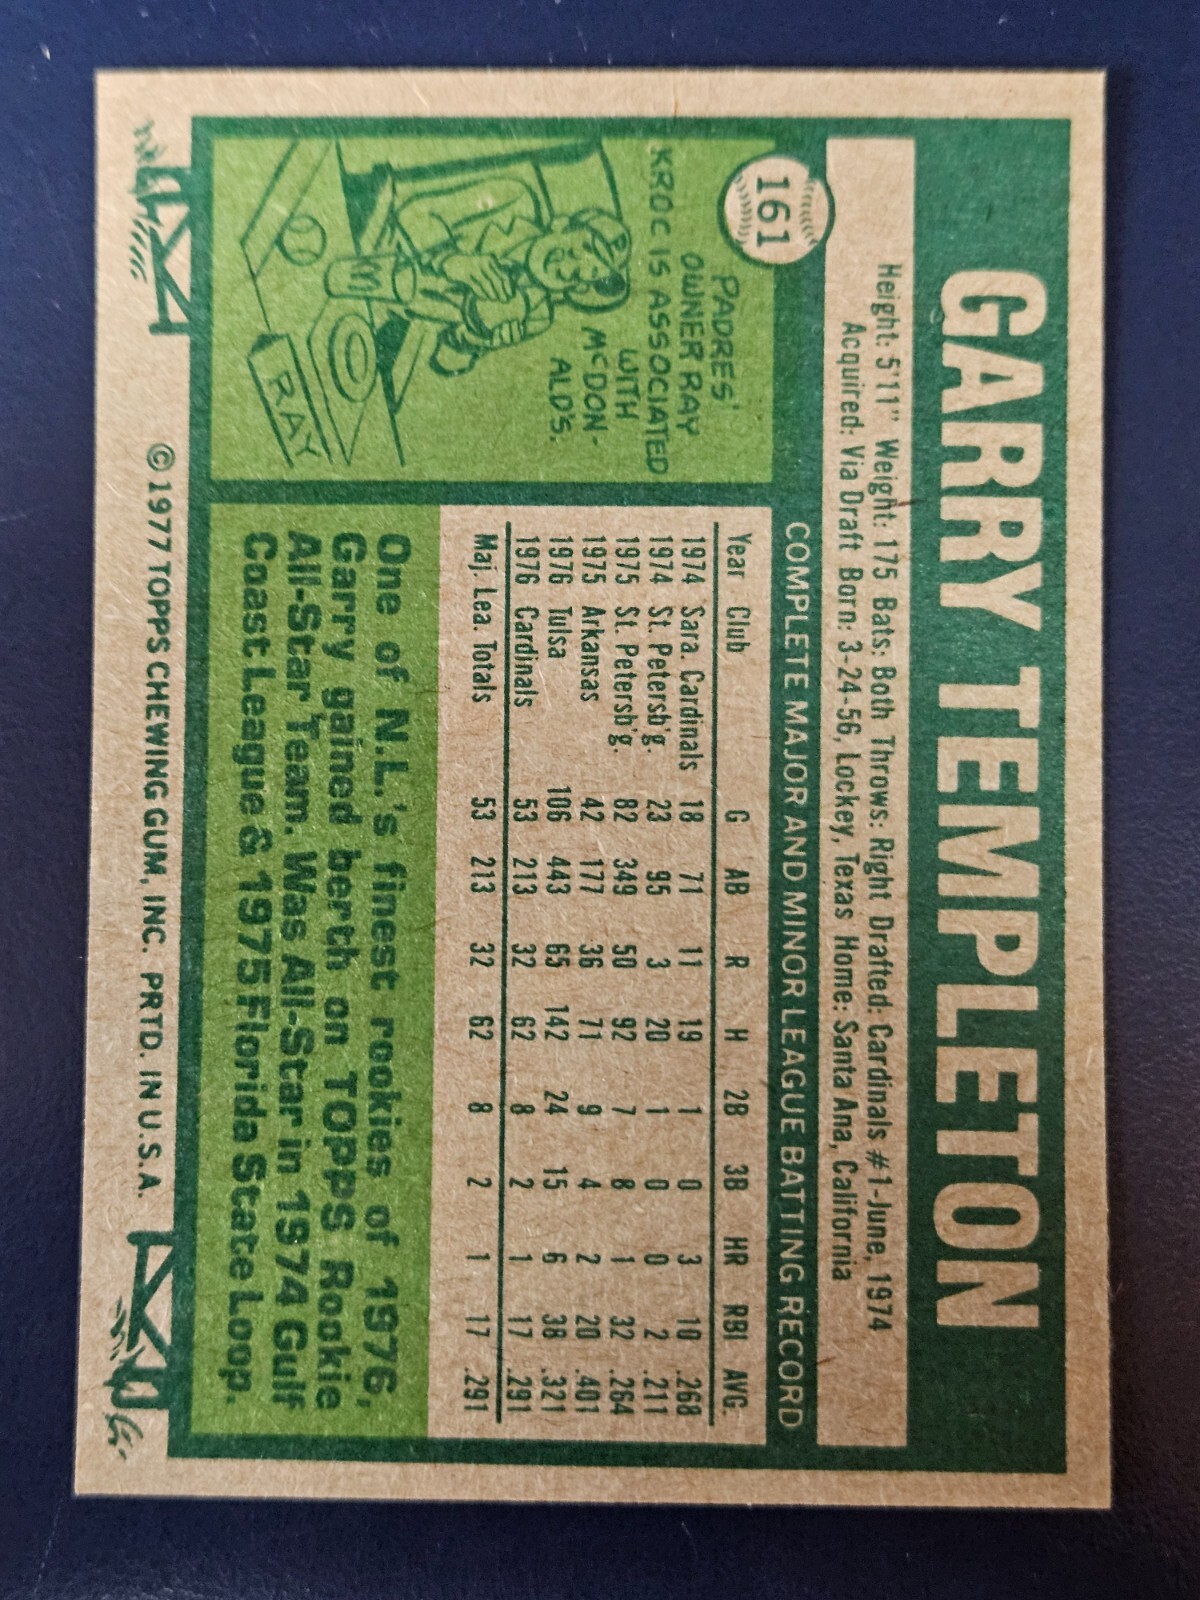 161
GARRY TEMPLETON
Height: 5'11" Weight: 175 Bats: Both Throws: Right Drafted: Cardinals #1-June, 1974
Acquired: Via Draft Born: 3-24-56, Lockey, Texas Home: Santa Ana, California
PADRES'
OWNER RAY
KROC IS ASSOCIATED
WITH
McDON-
ALD'S.
M
RAY
COMPLETE MAJOR AND MINOR LEAGUE BATTING RECORD
Year Club G AB R H 2B 3B HR RBI AVG.
1974 Sara. Cardinals 18 71 11 19 1 0 3 10 .268
1974 St. Petersb'g. 23 95 3 20 1 0 0 2 .211
1975 St. Petersb'g. 82 349 50 92 7 8 1 32 .264
1975 Arkansas 42 177 36 71 9 4 2 20 .401
1976 Tulsa 106 443 65 142 24 15 6 38 .321
1976 Cardinals 53 213 32 62 8 2 1 17 .291
Maj. Lea. Totals 53 213 32 62 8 2 1 17 .291
One of N.L.'s finest rookies of 1976,
Garry gained berth on TOPPS Rookie
All-Star Team. Was All-Star in 1974 Gulf
Coast League & 1975 Florida State Loop.
©1977 TOPPS CHEWING GUM, INC. PRTD. IN U.S.A.